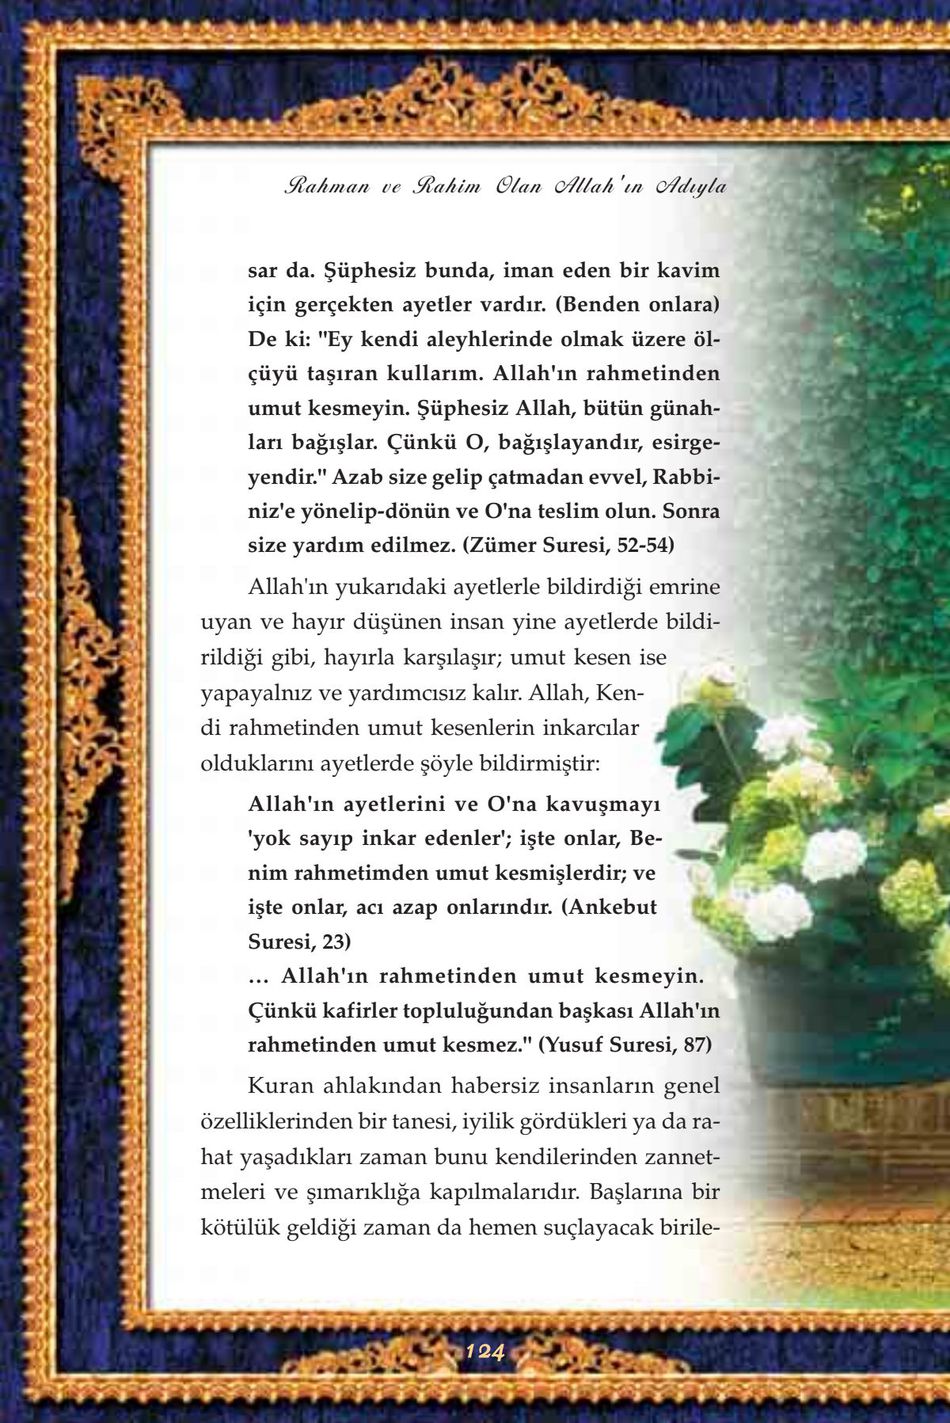 Rahman ve Rahim Olan Allah'ın Adıyla
sar da. Şüphesiz bunda, iman eden bir kavim
için gerçekten ayetler vardır. (Benden onlara)
De ki: "Ey kendi aleyhlerinde olmak üzere öl-
çüyü taşıran kullarım. Allah'ın rahmetinden
umut kesmeyin. Şüphesiz Allah, bütün günah-
ları bağışlar. Çünkü O, bağışlayandır, esirge-
yendir." Azab size gelip çatmadan evvel, Rabbi-
niz'e yönelip-dönün ve O'na teslim olun. Sonra
size yardım edilmez. (Zümer Suresi, 52-54)
Allah'ın yukarıdaki ayetlerle bildirdiği emrine
uyan ve hayır düşünen insan yine ayetlerde bildi-
rildiği gibi, hayırla karşılaşır; umut kesen ise
yapayalnız ve yardımcısız kalır. Allah, Ken-
di rahmetinden umut kesenlerin inkarcılar
olduklarını ayetlerde şöyle bildirmiştir:
Allah'ın ayetlerini ve O'na kavuşmayı
'yok sayıp inkar edenler'; işte onlar, Be-
nim rahmetimden umut kesmişlerdir; ve
işte onlar, acı azap onlarındır. (Ankebut
Suresi, 23)
... Allah'ın rahmetinden umut kesmeyin.
Çünkü kafirler topluluğundan başkası Allah'ın
rahmetinden umut kesmez." (Yusuf Suresi, 87)
Kuran ahlakından habersiz insanların genel
özelliklerinden bir tanesi, iyilik gördükleri ya da ra-
hat yaşadıkları zaman bunu kendilerinden zannet-
meleri ve şımarıklığa kapılmalarıdır. Başlarına bir
kötülük geldiği zaman da hemen suçlayacak birile-
124